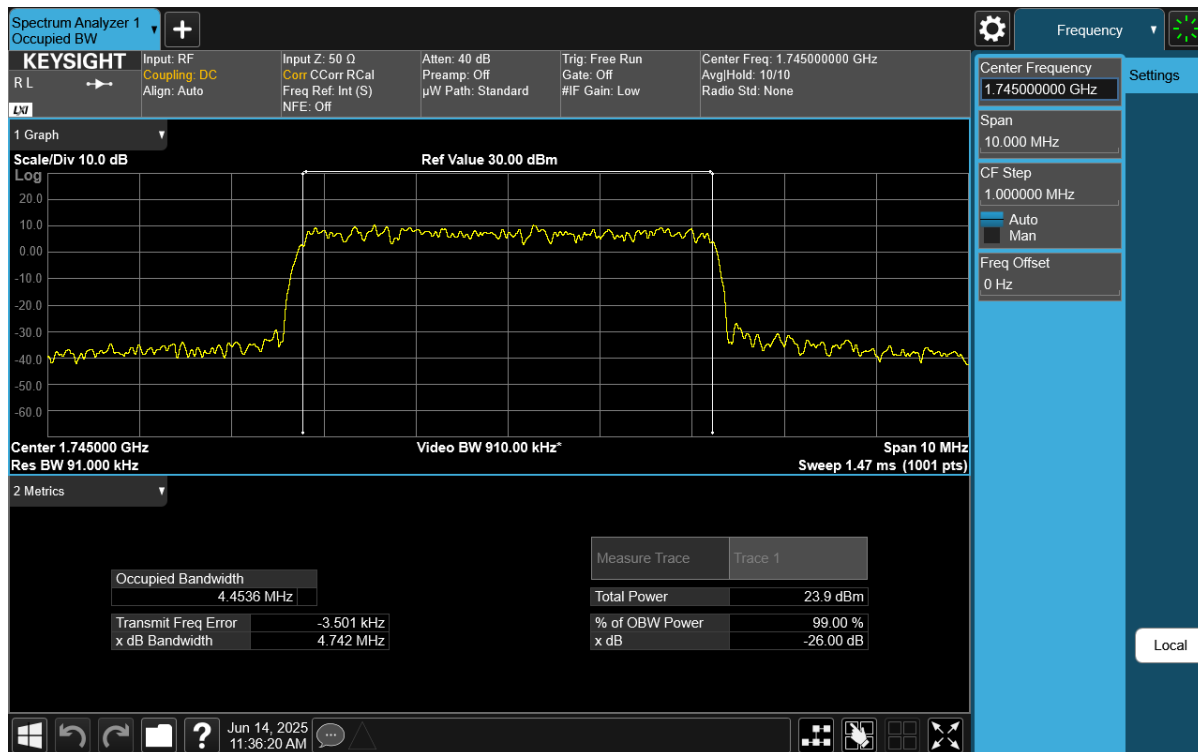 Spectrum Analyzer 1
Occupied BW
Frequency
KEYSIGHT
R L
LXI
Input: RF
Coupling: DC
Align: Auto
Input Z: 50 Ω
Corr CCorr RCal
Freq Ref: Int (S)
NFE: Off
Atten: 40 dB
Preamp: Off
µW Path: Standard
Trig: Free Run
Gate: Off
#IF Gain: Low
Center Freq: 1.745000000 GHz
Avg|Hold: 10/10
Radio Std: None
Center Frequency
1.745000000 GHz
Settings
Span
10.000 MHz
CF Step
1.000000 MHz
Auto
Man
Freq Offset
0 Hz
Local
1 Graph
Scale/Div 10.0 dB
Ref Value 30.00 dBm
Log
20.0
10.0
0.00
-10.0
-20.0
-30.0
-40.0
-50.0
-60.0
Center 1.745000 GHz
Video BW 910.00 kHz*
Span 10 MHz
Res BW 91.000 kHz
Sweep 1.47 ms (1001 pts)
2 Metrics
Measure Trace
Trace 1
Occupied Bandwidth
4.4536 MHz
Total Power
23.9 dBm
Transmit Freq Error
-3.501 kHz
% of OBW Power
99.00 %
x dB Bandwidth
4.742 MHz
x dB
-26.00 dB
?
Jun 14, 2025
11:36:20 AM